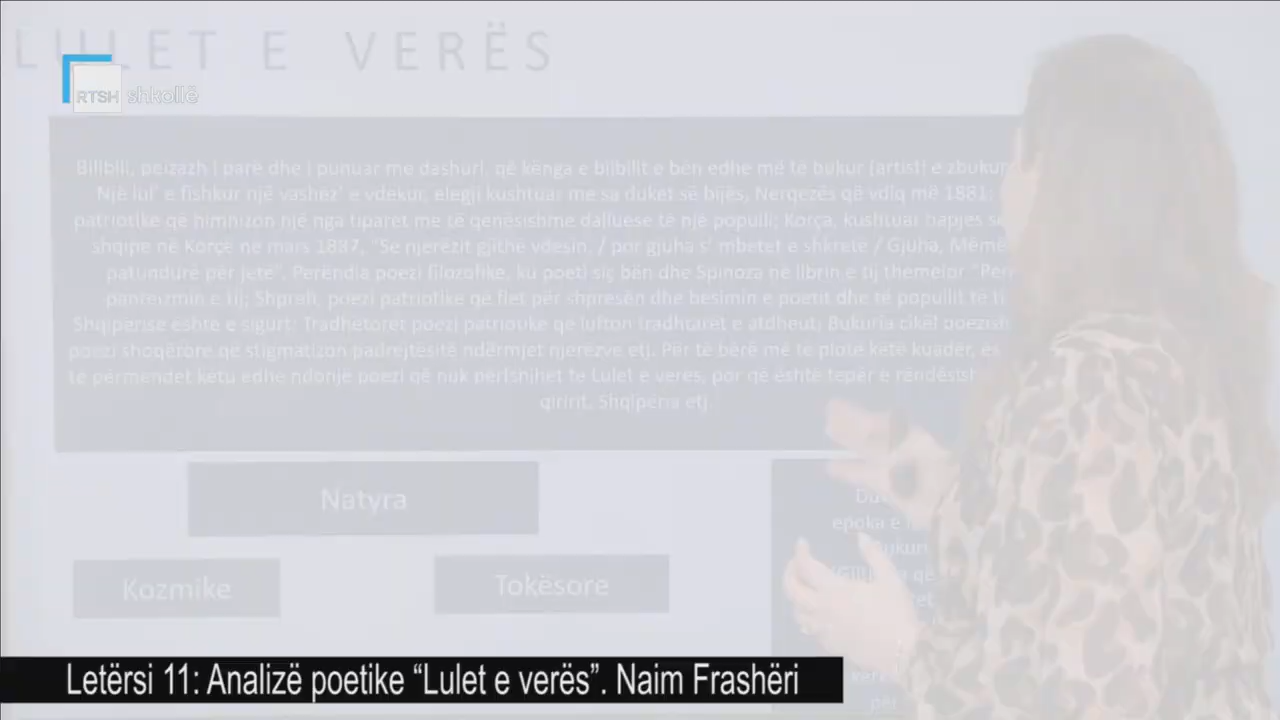 LULET E VERËS
RTSH shkollë
Bilibili, peizazh i parë dhe i punuar me dashuri, që kënga e bilbilit e bën edhe më të bukur (artist) e zbukur
Një lul' e fishkur një vashëz' e vdekur, elegji kushtuar me sa duket së bijës, Nerqezës që vdiq më 1881.
patriotike që himnizon një nga tiparet me të qenësishme dalluese të një populli; Korça, kushtuar hapjes së
shqipe në Korçë në mars 1887, "Se njerëzit gjithë vdesin, / por gjuha s' mbetet e shkretë / Gjuha, Mëmë
patundurë për jetë". Perëndia poezi filozofike, ku poeti siç bën dhe Spinoza në librin e tij themelor "Per
panteizmin e tij; Shpresë, poezi patriotike që flet për shpresën dhe besimin e poetit dhe të popullit të ti
Shqipërisë është e sigurt; Tradhetorët poezi patriotike që lufton tradhtarët e atdheut; Bukuria cikël poezish
poezi shoqërore që stigmatizon padrejtësitë ndërmjet njerëzve etj. Për të bërë më të plotë këtë kuadër, ës
të përmendet këtu edhe ndonjë poezi që nuk përfshihet te Lulet e verës, por që është tepër e rëndësish
qiririt, Shqipëria etj.
Natyra
Kozmike Tokësore
epoka e
Letërsi 11: Analizë poetike “Lulet e verës”. Naim Frashëri